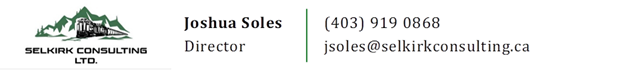 SELKIRK CONSULTING
LTD.
Joshua Soles
Director
(403) 919 0868
jsoles@selkirkconsulting.ca